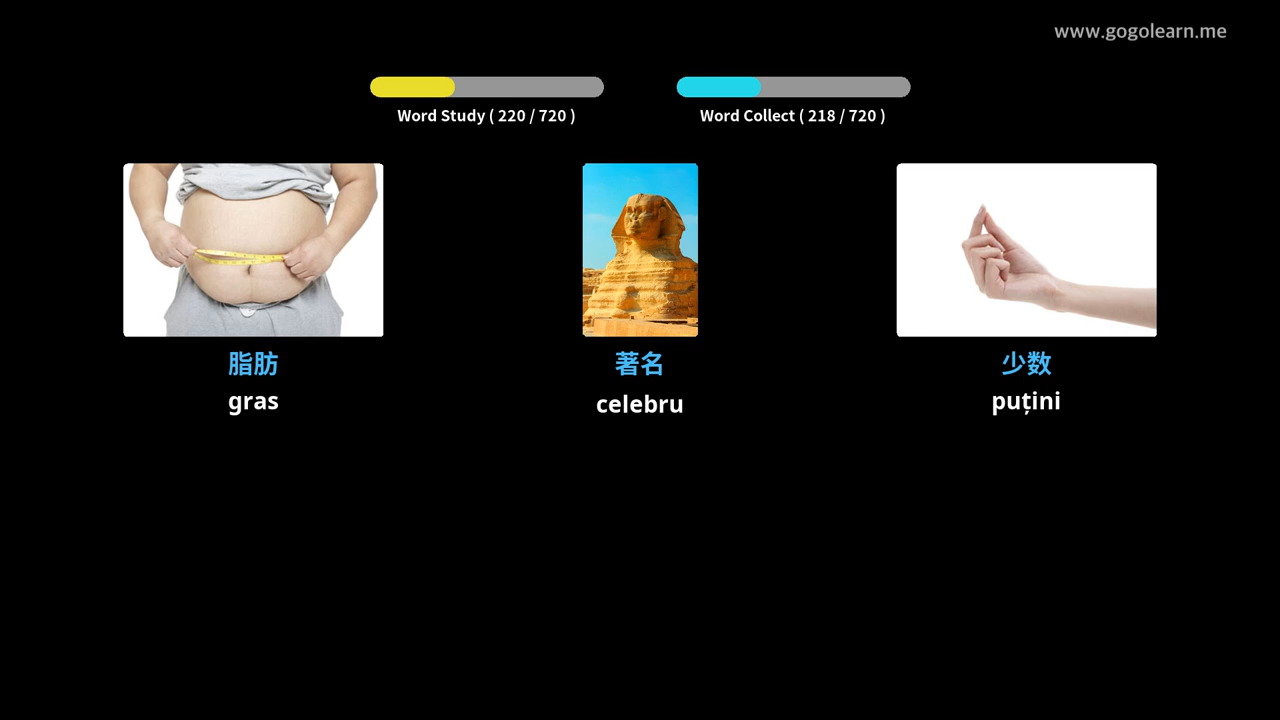 www.gogolearn.me
Word Study ( 220 / 720 )
Word Collect ( 218 / 720 )
脂肪
著名
少数
gras
celebru
puțini